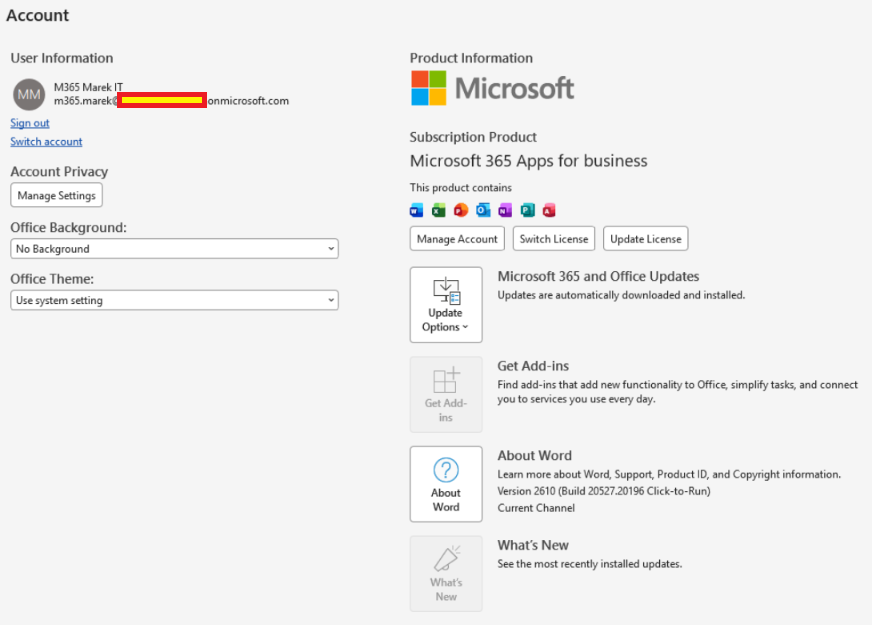 Account
User Information
MM
M365 Marek IT
m365.marek@
onmicrosoft.com
Sign out
Switch account
Account Privacy
Manage Settings
Office Background:
No Background
Office Theme:
Use system setting
Product Information
Microsoft
Subscription Product
Microsoft 365 Apps for business
This product contains
Manage Account
Switch License
Update License
Update
Options
Microsoft 365 and Office Updates
Updates are automatically downloaded and installed.
Get Add-
ins
Get Add-ins
Find add-ins that add new functionality to Office, simplify tasks, and connect
you to services you use every day.
About
Word
About Word
Learn more about Word, Support, Product ID, and Copyright information.
Version 2610 (Build 20527.20196 Click-to-Run)
Current Channel
What's
New
What's New
See the most recently installed updates.